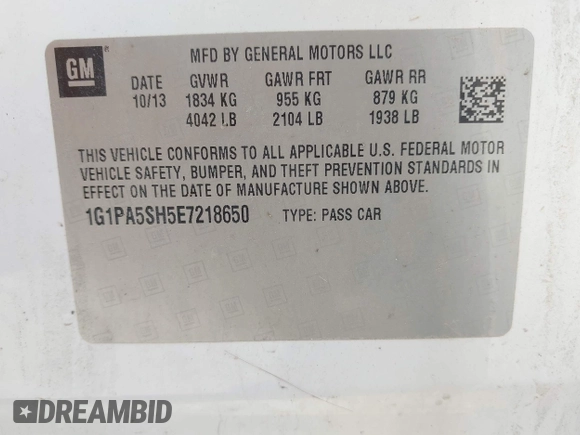 GM
MFD BY GENERAL MOTORS LLC
DATE GVWR GAWR FRT GAWR RR
10/13 1834 KG 955 KG 879 KG
4042 LB 2104 LB 1938 LB
THIS VEHICLE CONFORMS TO ALL APPLICABLE U.S. FEDERAL MOTOR
VEHICLE SAFETY, BUMPER, AND THEFT PREVENTION STANDARDS IN
EFFECT ON THE DATE OF MANUFACTURE SHOWN ABOVE.
1G1PA5SH5E7218650 TYPE: PASS CAR
DREAMBID